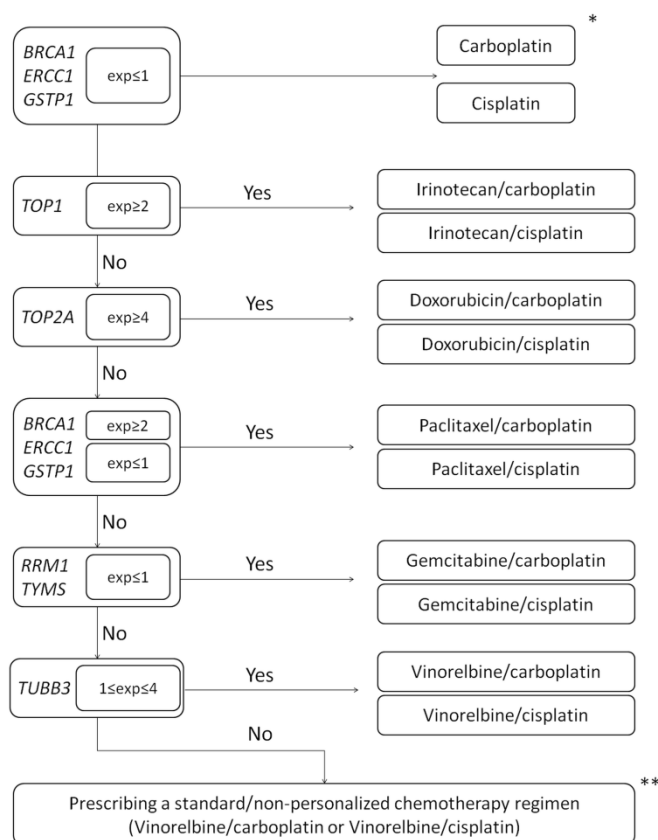 BRCA1
ERCC1
GSTP1
exp≤1
Carboplatin
*
Cisplatin
TOP1
exp≥2
Yes
Irinotecan/carboplatin
Irinotecan/cisplatin
No
TOP2A
exp≥4
Yes
Doxorubicin/carboplatin
Doxorubicin/cisplatin
No
BRCA1
ERCC1
GSTP1
exp≥2
exp≤1
Yes
Paclitaxel/carboplatin
Paclitaxel/cisplatin
No
RRM1
TYMS
exp≤1
Yes
Gemcitabine/carboplatin
Gemcitabine/cisplatin
No
TUBB3
1≤exp≤4
Yes
Vinorelbine/carboplatin
Vinorelbine/cisplatin
No
**
Prescribing a standard/non-personalized chemotherapy regimen
(Vinorelbine/carboplatin or Vinorelbine/cisplatin)